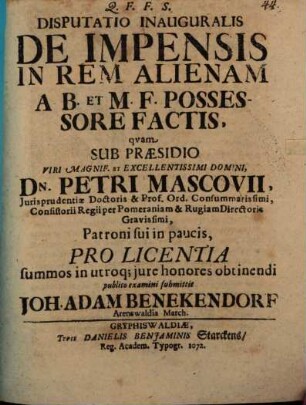 Q. F. F. S.
44.
DISPUTATIO INAUGURALIS
DE IMPENSIS
IN REM ALIENAM
A B. ET M. F. POSSES-
SORE FACTIS,
qvam
SUB PRÆSIDIO
VIRI MAGNIF. ET EXCELLENTISSIMI DOMINI,
DN. PETRI MASCOVII,
Jurisprudentiæ Doctoris & Prof. Ord. Consummatissimi,
Consistorii Regii per Pomeraniam & Rugiam Directoris
Gravissimi,
Patroni sui in paucis,
PRO LICENTIA
summos in utroq; jure honores obtinendi
publico examini submittit
JOH. ADAM BENEKENDORF
Arenswaldia March.
GRYPHISWALDIÆ,
Typis DANIELIS BENJAMINIS Starckens/
Reg. Academ. Typogr. 1672.